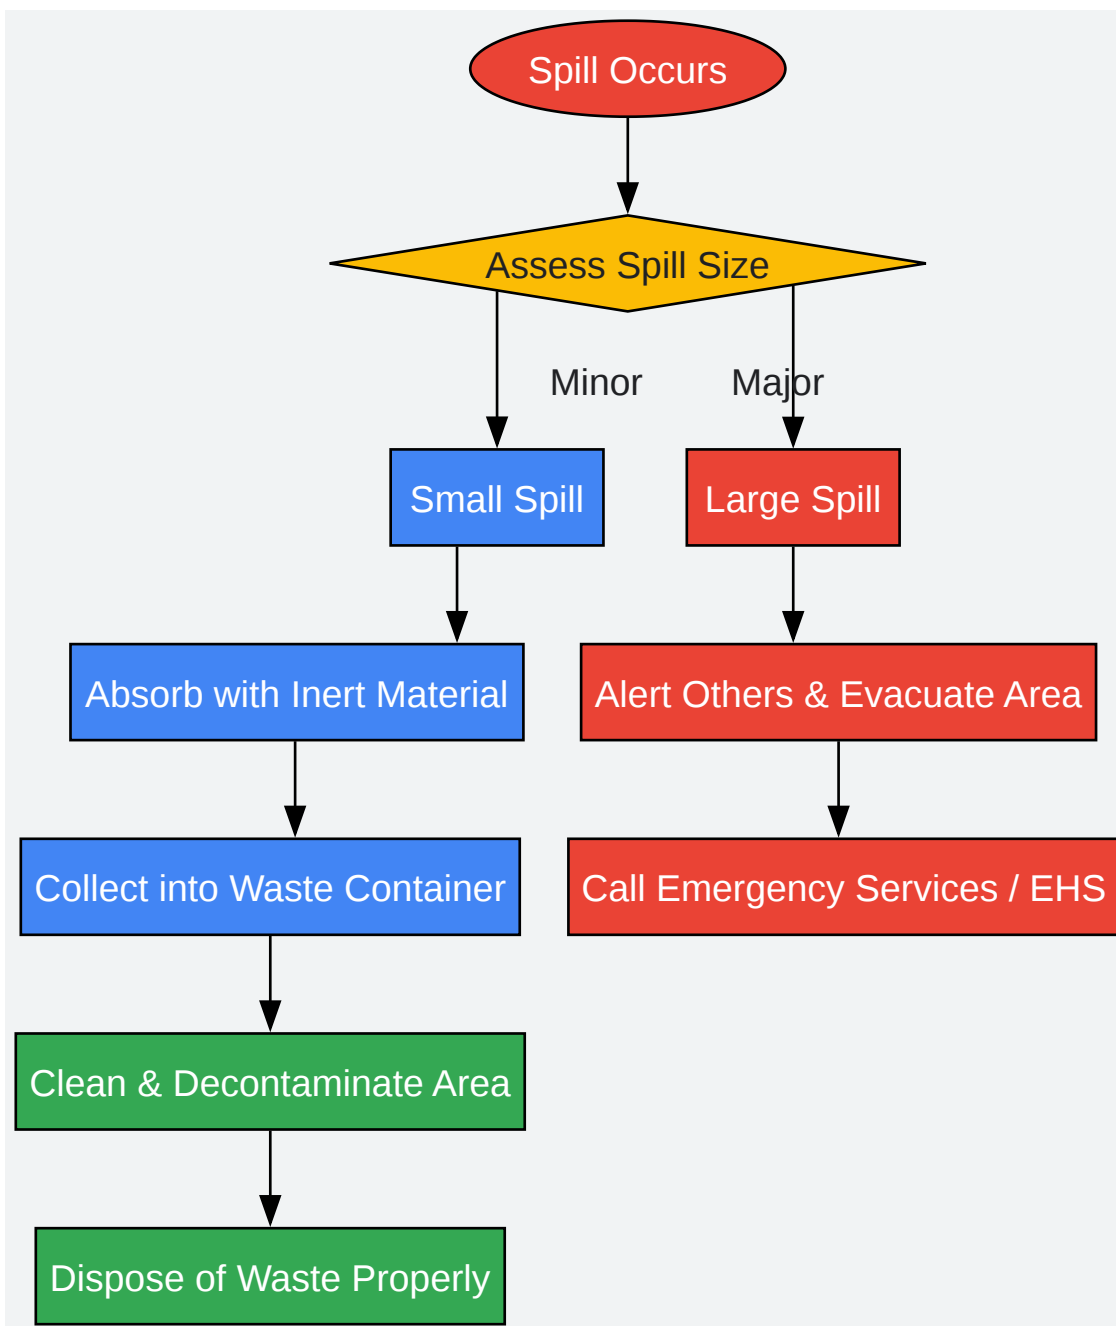 Spill Occurs
Assess Spill Size
Minor
Major
Small Spill
Large Spill
Absorb with Inert Material
Alert Others & Evacuate Area
Collect into Waste Container
Call Emergency Services / EHS
Clean & Decontaminate Area
Dispose of Waste Properly